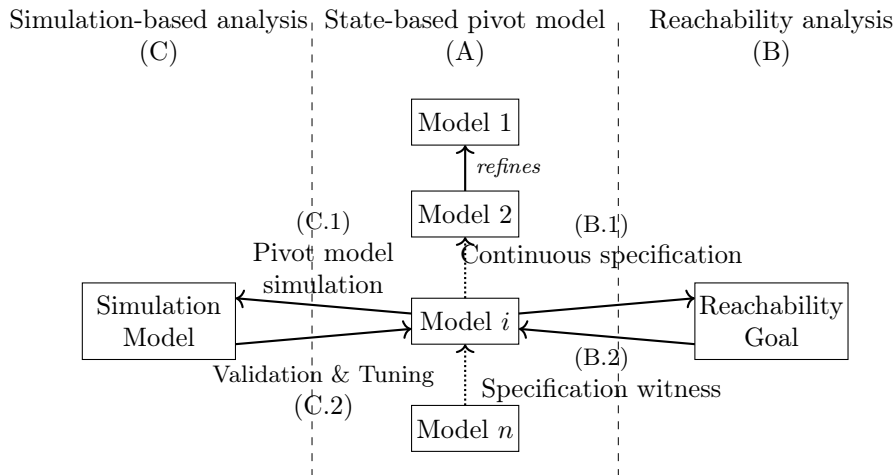 Simulation-based analysis
(C)
State-based pivot model
(A)
Reachability analysis
(B)
Model 1
refines
Model 2
(C.1)
Pivot model
simulation
(B.1)
Continuous specification
Simulation
Model
Model i
Reachability
Goal
Validation & Tuning
(C.2)
(B.2)
Specification witness
Model n